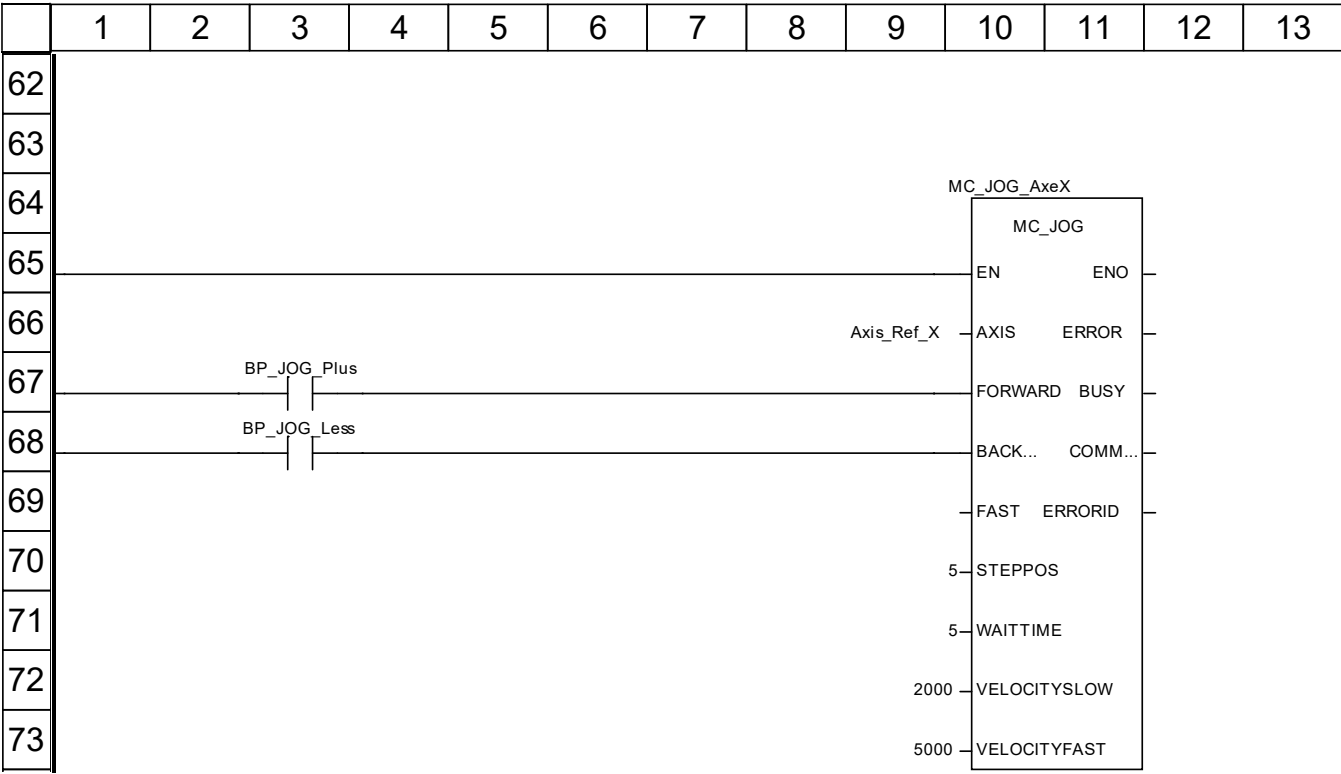 1 2 3 4 5 6 7 8 9 10 11 12 13
62
63
MC_JOG_AxeX
64
MC_JOG
65 EN ENO
66 Axis_Ref_X AXIS ERROR
BP_JOG_Plus
67 FORWARD BUSY
BP_JOG_Less
68 BACK... COMM...
69 FAST ERRORID
70 5 STEPPOS
71 5 WAITTIME
72 2000 VELOCITYSLOW
73 5000 VELOCITYFAST